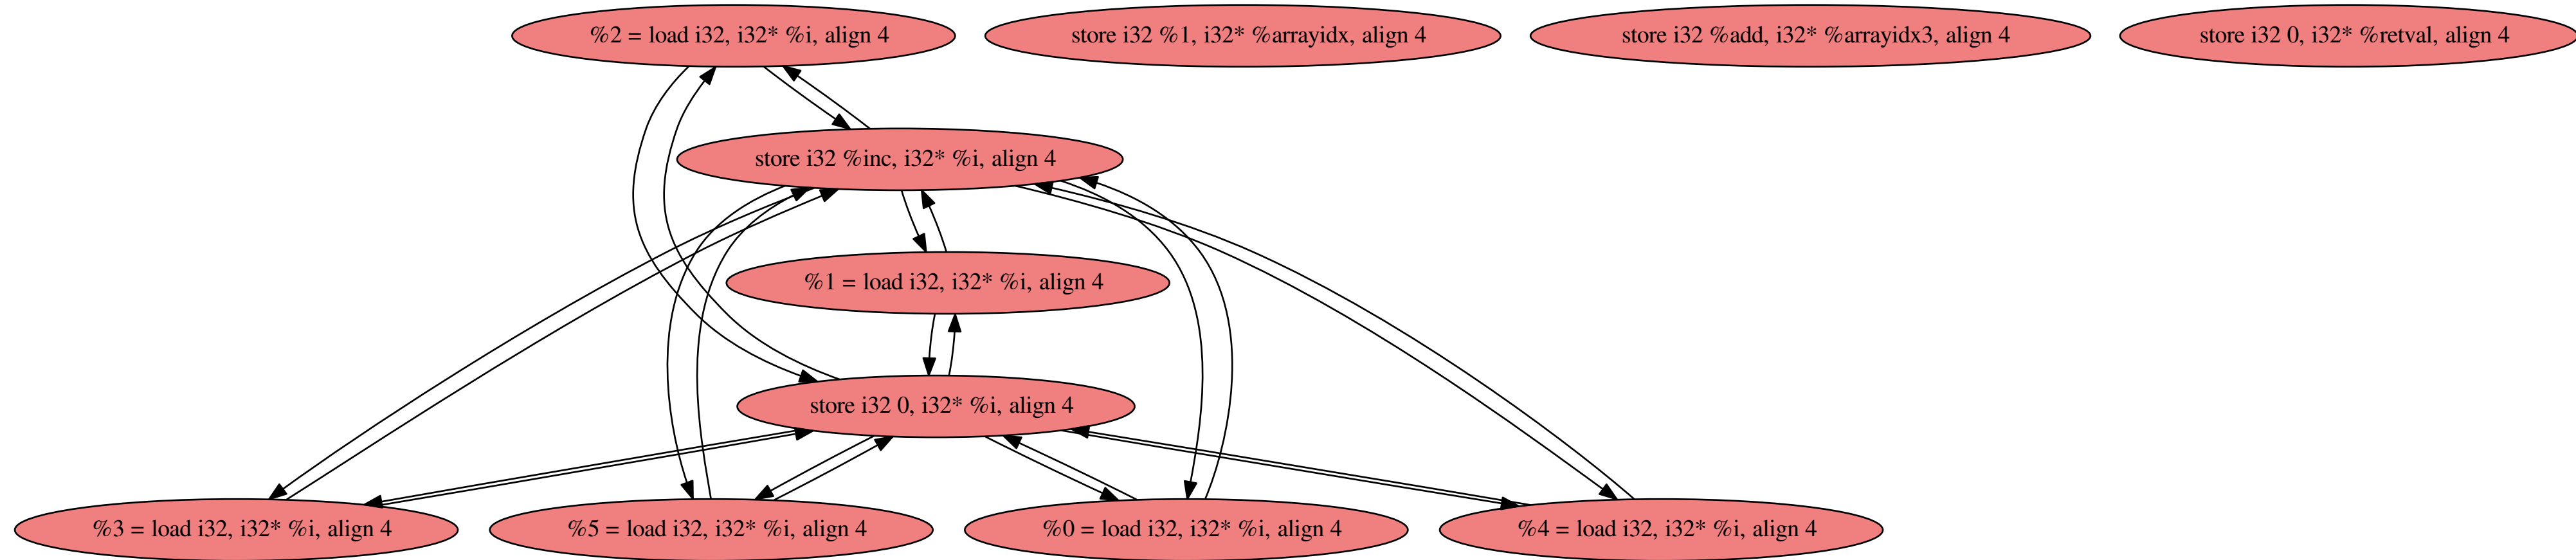 %2 = load i32, i32* %i, align 4
store i32 %1, i32* %arrayidx, align 4
store i32 %add, i32* %arrayidx3, align 4
store i32 0, i32* %retval, align 4
store i32 %inc, i32* %i, align 4
%1 = load i32, i32* %i, align 4
store i32 0, i32* %i, align 4
%3 = load i32, i32* %i, align 4
%5 = load i32, i32* %i, align 4
%0 = load i32, i32* %i, align 4
%4 = load i32, i32* %i, align 4